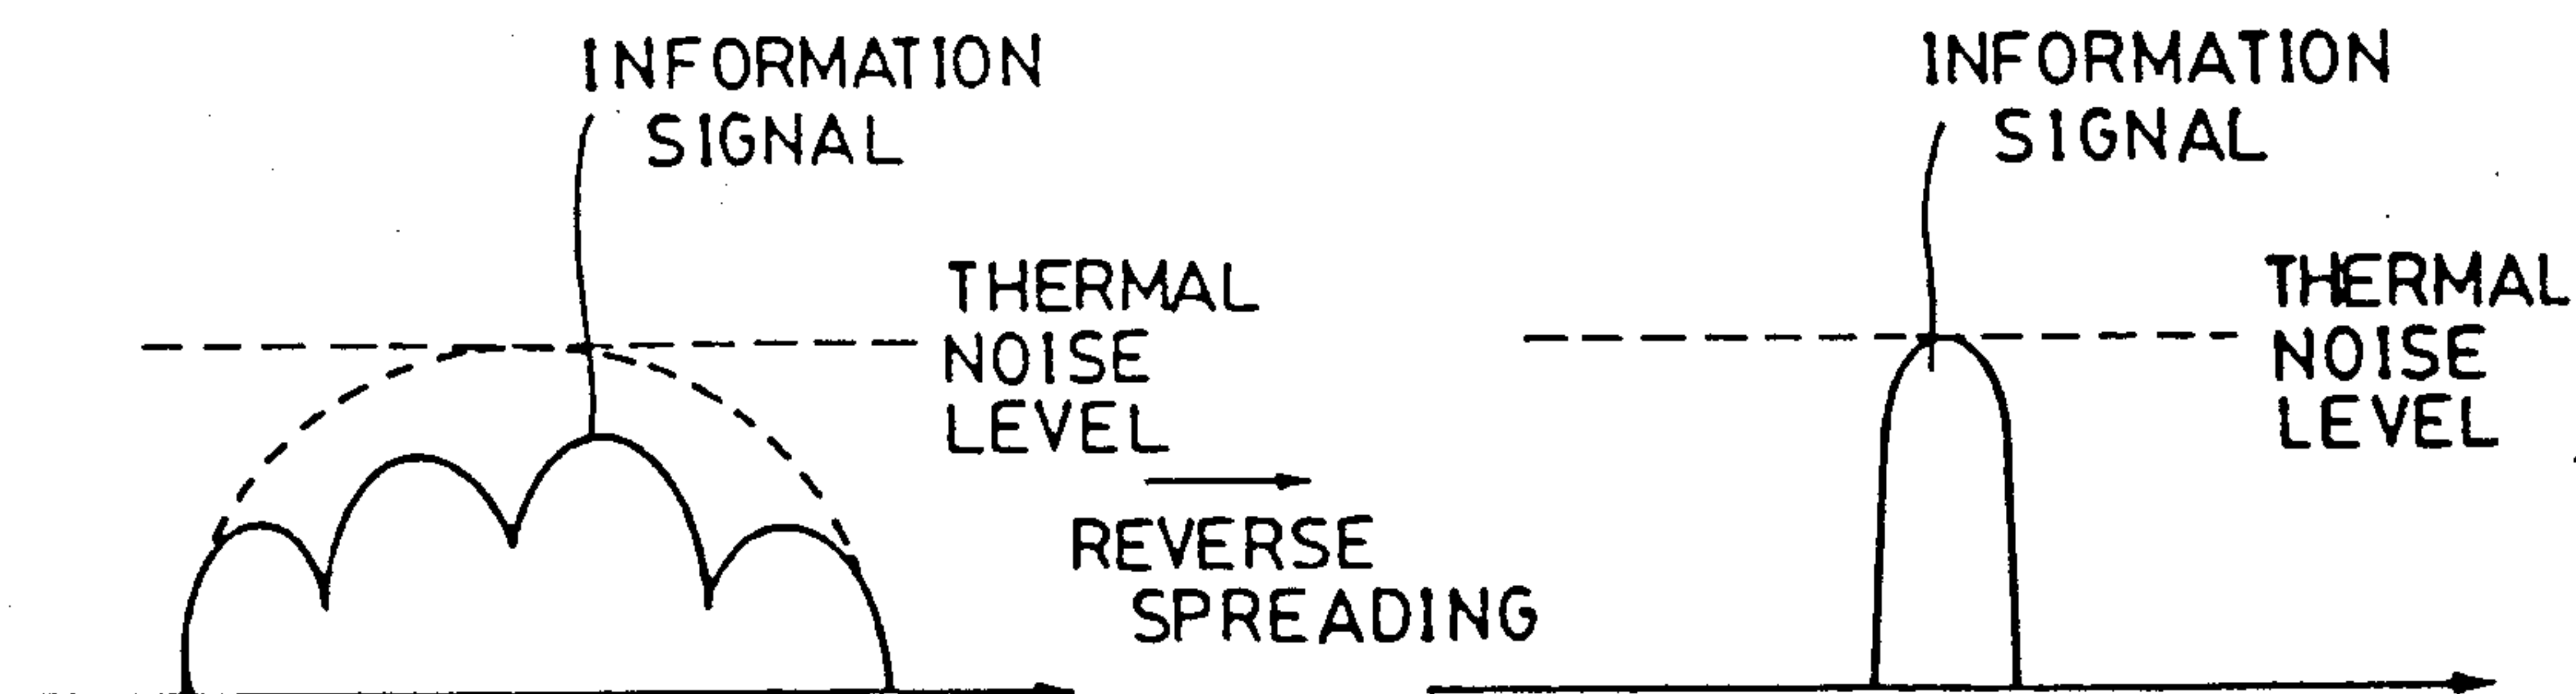 INFORMATION
SIGNAL
THERMAL
NOISE
LEVEL
REVERSE
SPREADING
INFORMATION
SIGNAL
THERMAL
NOISE
LEVEL